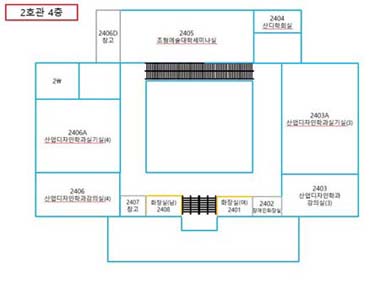 2호관 4층
2406D
창고
2405
조형예술대학세미나실
2404
산디학회실
2W
2406A
산업디자인학과실기실(4)
2403A
산업디자인학과실기실(3)
2406
산업디자인학과강의실(4)
2407
창고
화장실(남)
2408
화장실(여)
2401
2402
장애인화장실
2403
산업디자인학과
강의실(3)